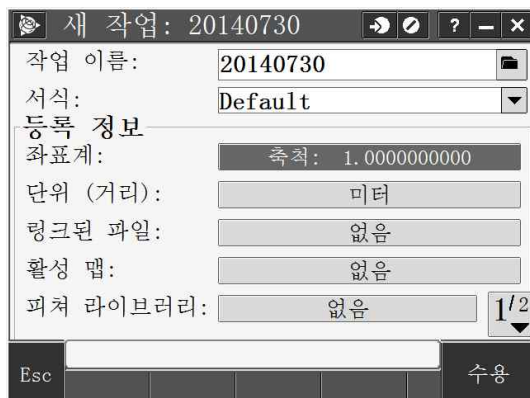 새 작업: 20140730 ? – ×
작업 이름: 20140730
서식: Default
등록 정보
좌표계: 축척: 1.0000000000
단위 (거리): 미터
링크된 파일: 없음
활성 맵: 없음
피쳐 라이브러리: 없음 1/2
Esc 수용